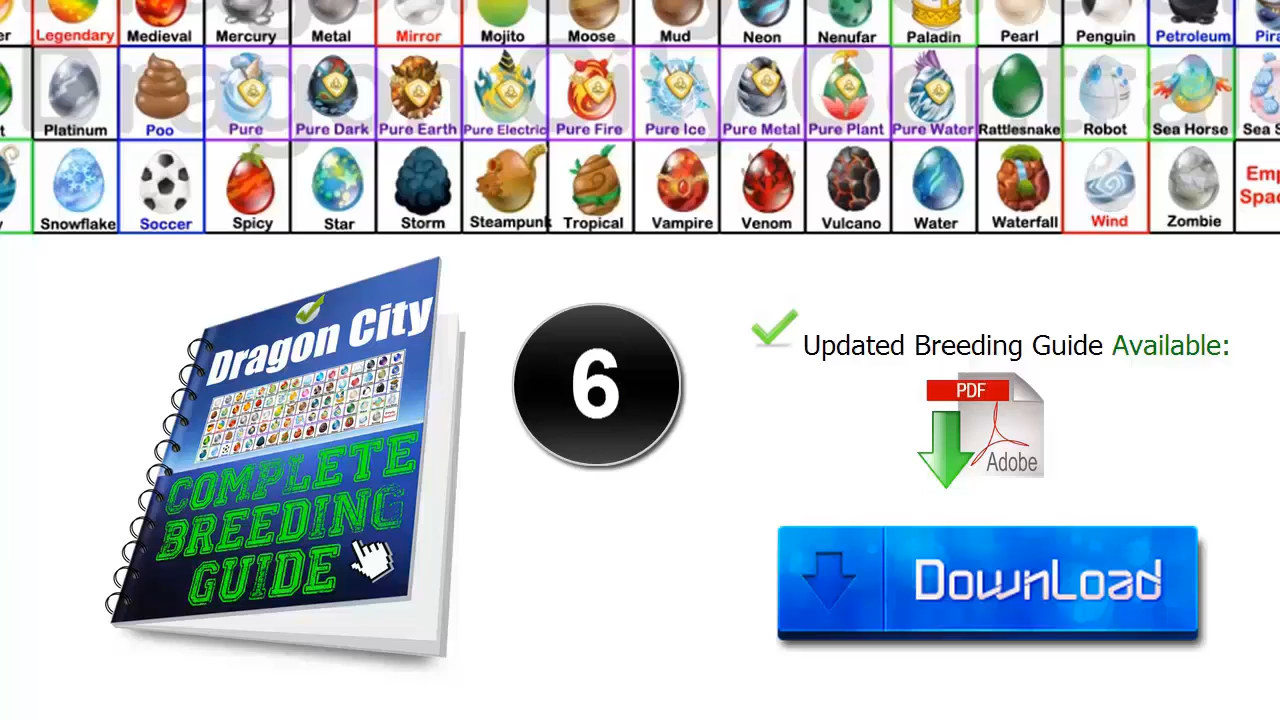 Legendary Medieval Mercury Metal Mirror Mojito Moose Mud Neon Nenufar Paladin Pearl Penguin Petroleum
Platinum Poo Pure Pure Dark Pure Earth Pure Electric Pure Fire Pure Ice Pure Metal Pure Plant Pure Water Rattlesnake Robot Sea Horse Sea
Snowflake Soccer Spicy Star Storm Steampunk Tropical Vampire Venom Vulcano Water Waterfall Wind Zombie
Dragon City
COMPLETE
BREEDING
GUIDE
6
Updated Breeding Guide Available:
PDF
Adobe
DownLoad